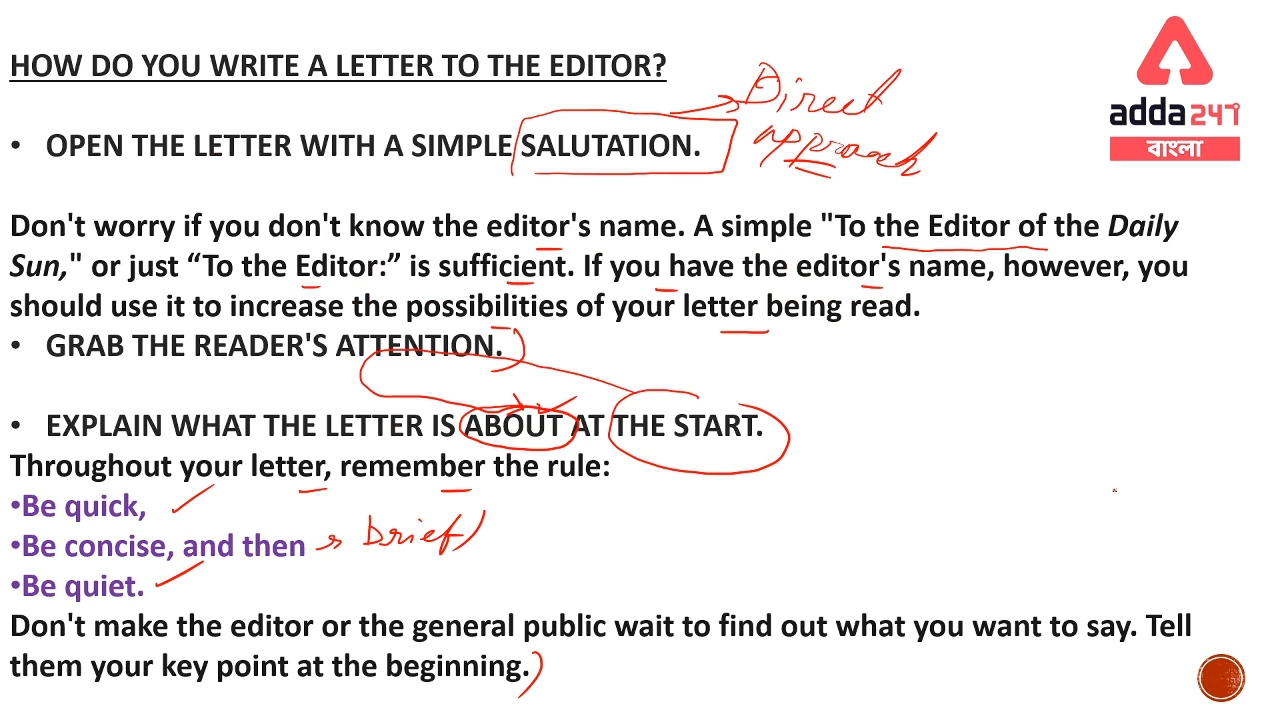 HOW DO YOU WRITE A LETTER TO THE EDITOR?
Direct
approach
adda247
বাংলা
• OPEN THE LETTER WITH A SIMPLE SALUTATION.
Don't worry if you don't know the editor's name. A simple "To the Editor of the Daily
Sun," or just “To the Editor:” is sufficient. If you have the editor's name, however, you
should use it to increase the possibilities of your letter being read.
• GRAB THE READER'S ATTENTION.
• EXPLAIN WHAT THE LETTER IS ABOUT AT THE START.
Throughout your letter, remember the rule:
•Be quick,
•Be concise, and then → brief)
•Be quiet.
Don't make the editor or the general public wait to find out what you want to say. Tell
them your key point at the beginning.